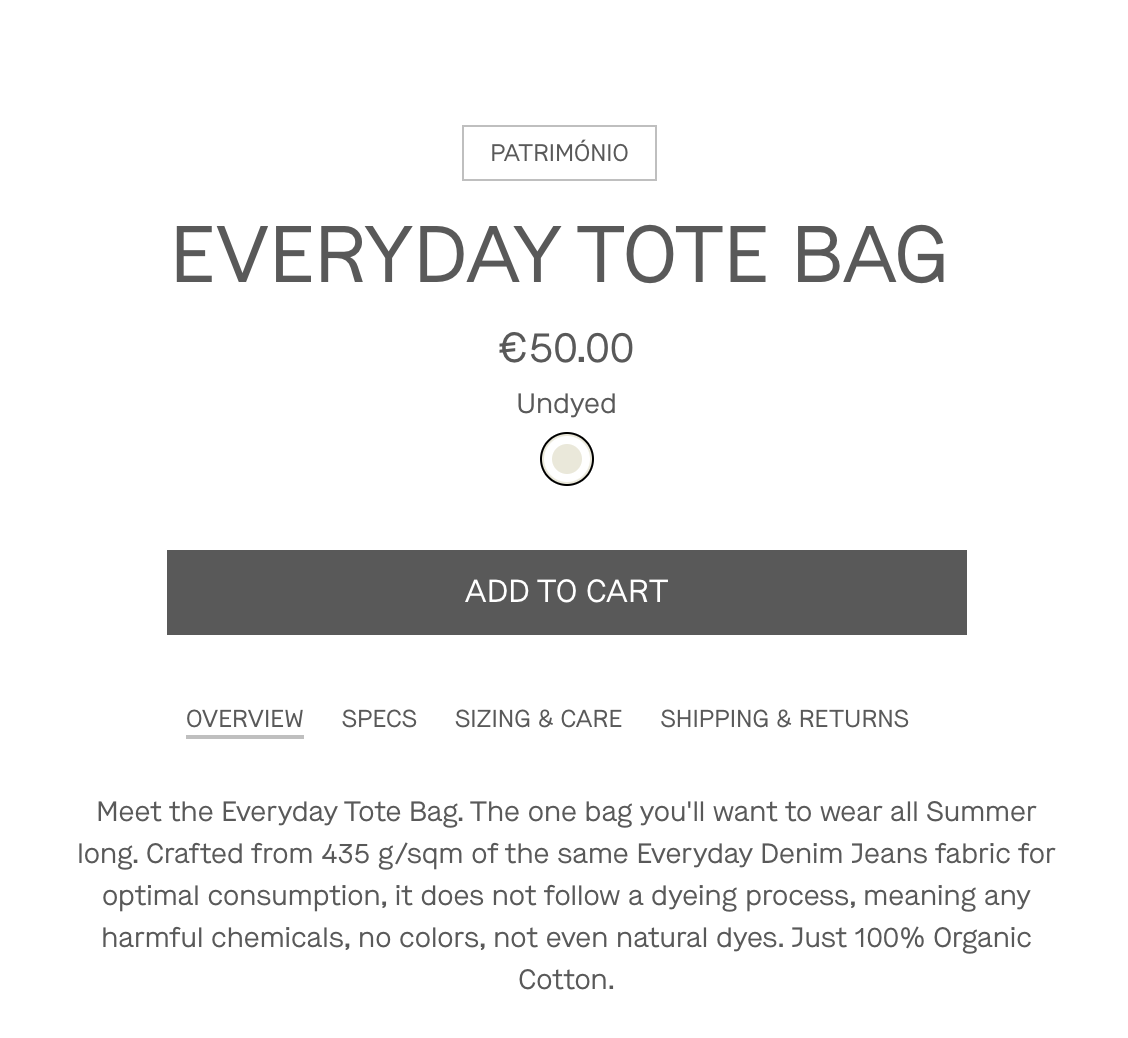 PATRIMÓNIO
EVERYDAY TOTE BAG
€50.00
Undyed
ADD TO CART
OVERVIEW SPECS SIZING & CARE SHIPPING & RETURNS
Meet the Everyday Tote Bag. The one bag you'll want to wear all Summer
long. Crafted from 435 g/sqm of the same Everyday Denim Jeans fabric for
optimal consumption, it does not follow a dyeing process, meaning any
harmful chemicals, no colors, not even natural dyes. Just 100% Organic
Cotton.